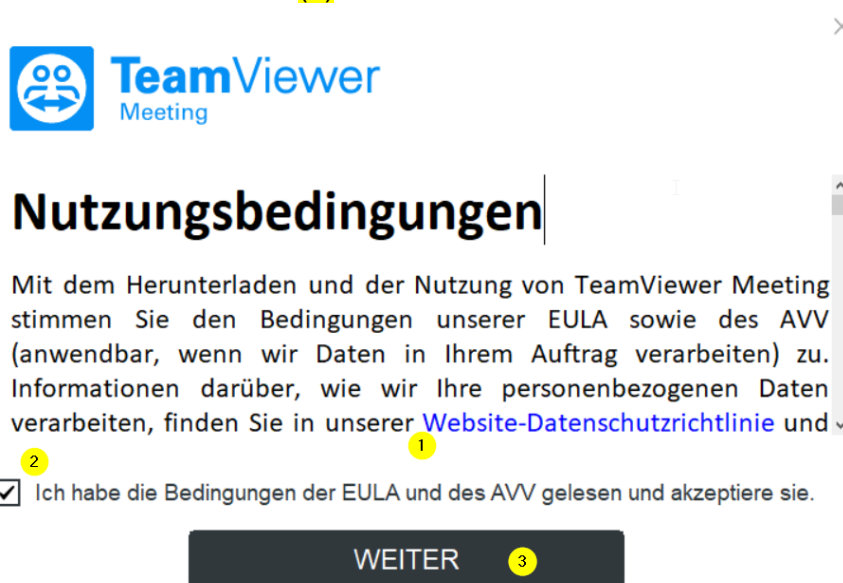 TeamViewer
Meeting
Nutzungsbedingungen
Mit dem Herunterladen und der Nutzung von TeamViewer Meeting
stimmen Sie den Bedingungen unserer EULA sowie des AVV
(anwendbar, wenn wir Daten in Ihrem Auftrag verarbeiten) zu.
Informationen darüber, wie wir Ihre personenbezogenen Daten
verarbeiten, finden Sie in unserer Website-Datenschutzrichtlinie und
1
2
Ich habe die Bedingungen der EULA und des AVV gelesen und akzeptiere sie.
WEITER 3